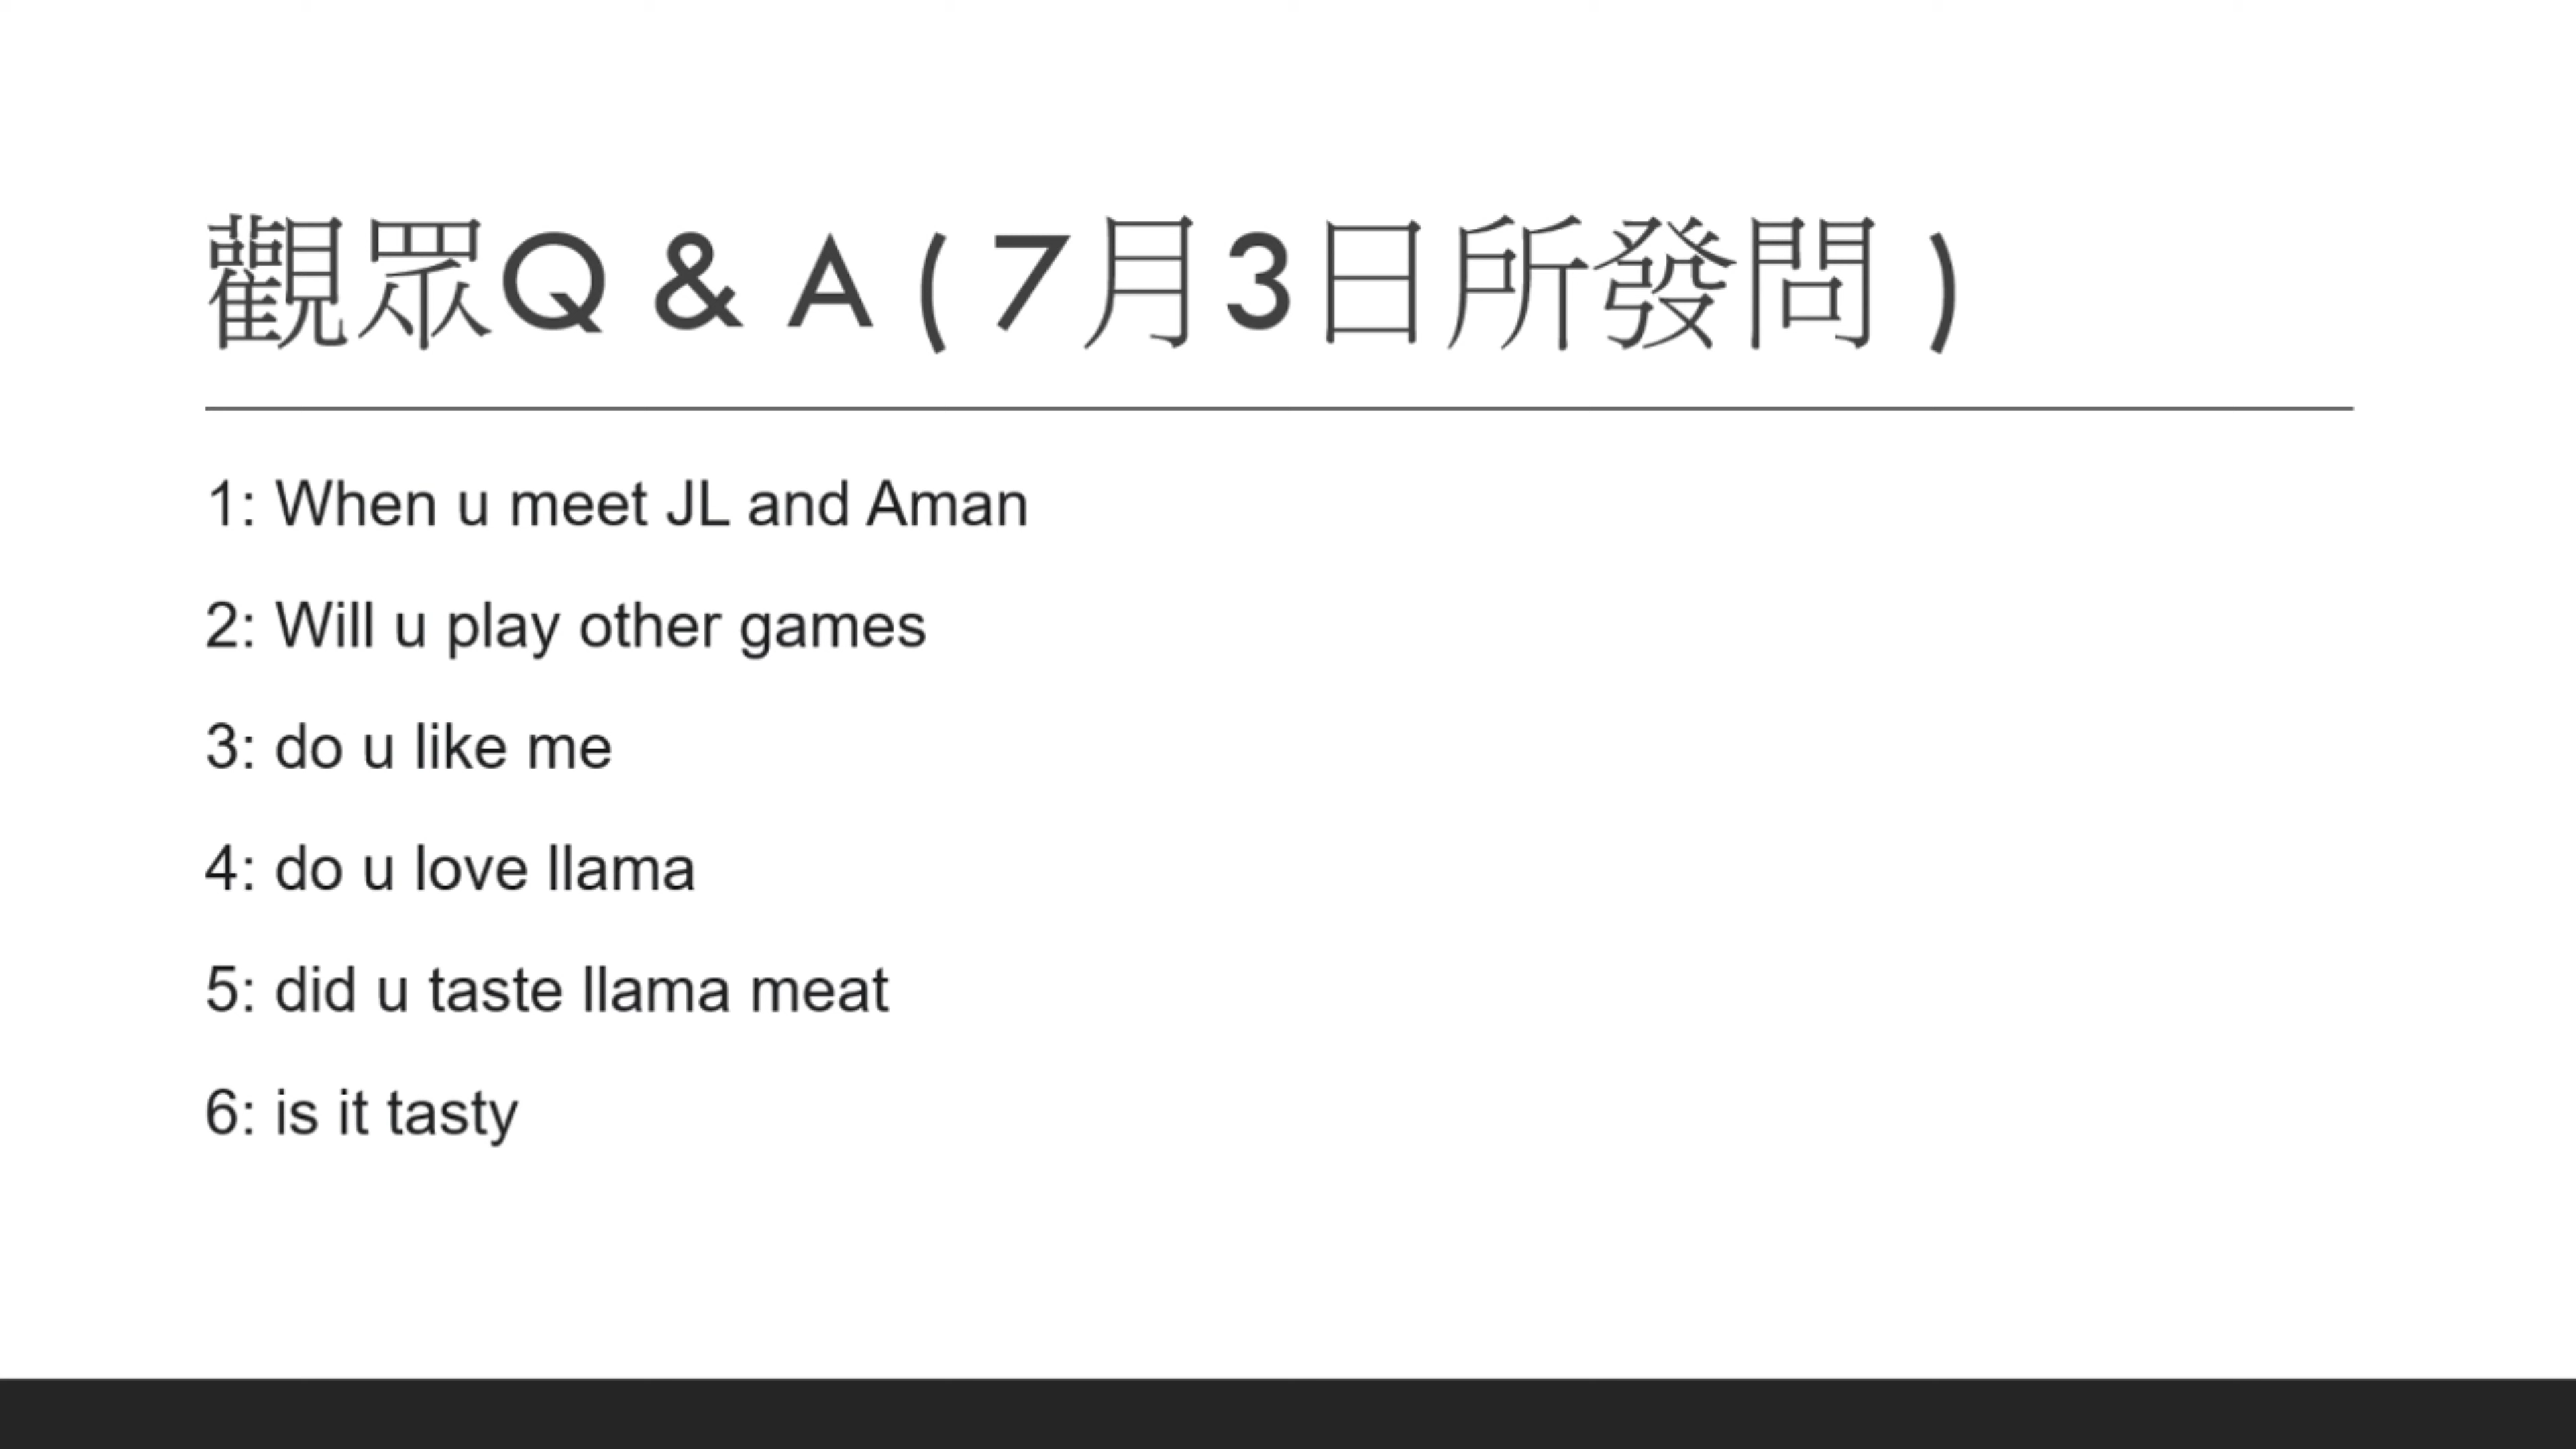 觀眾Q & A ( 7月3日所發問 )
1: When u meet JL and Aman
2: Will u play other games
3: do u like me
4: do u love llama
5: did u taste llama meat
6: is it tasty